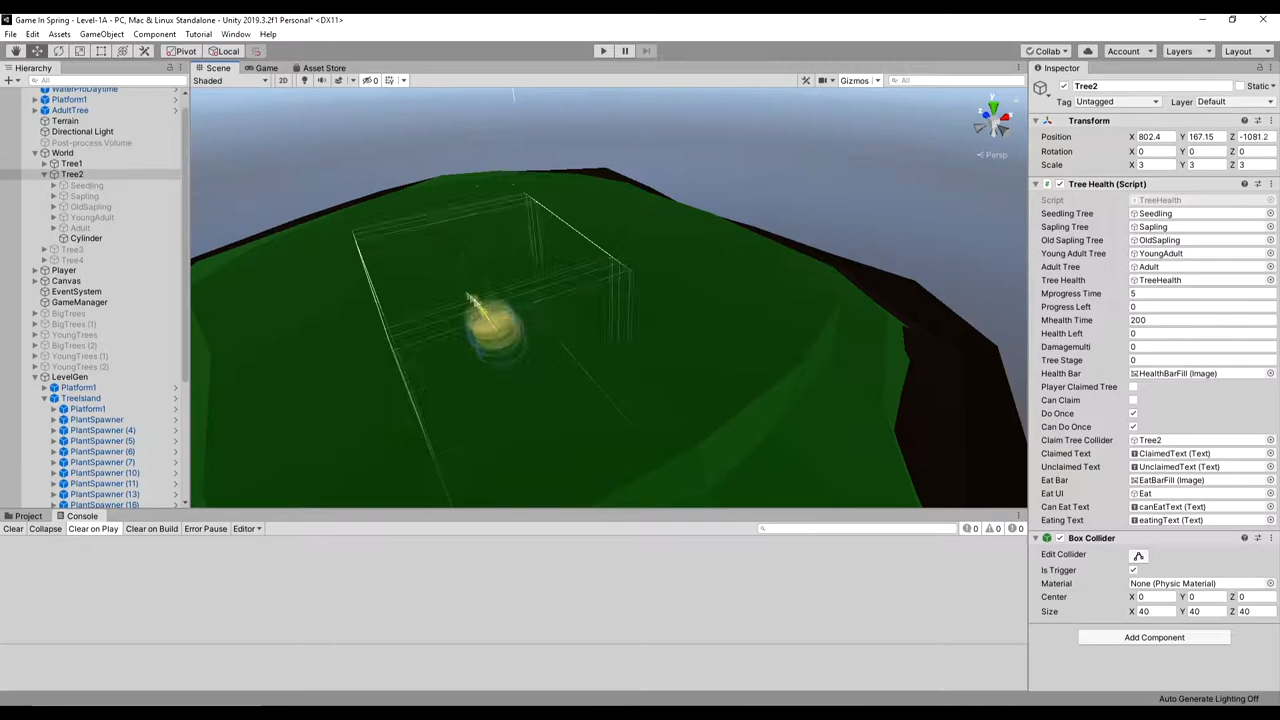 Game In Spring - Level-1A - PC, Mac & Linux Standalone - Unity 2019.3.2f1 Personal* <DX11>
File Edit Assets GameObject Component Tutorial Window Help
Pivot Local Collab Account Layers Layout
Hierarchy Scene Game Asset Store Inspector
All Shaded 2D 0 Gizmos All
WaterProDaytime
Platform1
AdultTree
Terrain
Directional Light
Post-process Volume
World
Tree1
Tree2
Seedling
Sapling
OldSapling
YoungAdult
Adult
Cylinder
Tree3
Tree4
Player
Canvas
EventSystem
GameManager
BigTrees
BigTrees (1)
YoungTrees
BigTrees (2)
YoungTrees (1)
YoungTrees (2)
LevelGen
Platform1
TreeIsland
Platform1
PlantSpawner
PlantSpawner (4)
PlantSpawner (5)
PlantSpawner (6)
PlantSpawner (7)
PlantSpawner (10)
PlantSpawner (11)
PlantSpawner (13)
PlantSpawner (16)
y
x
z
Persp
Tree2 Static
Tag Untagged Layer Default
Transform
Position X 802.4 Y 167.15 Z -1081.2
Rotation X 0 Y 0 Z 0
Scale X 3 Y 3 Z 3
Tree Health (Script)
Script TreeHealth
Seedling Tree Seedling
Sapling Tree Sapling
Old Sapling Tree OldSapling
Young Adult Tree YoungAdult
Adult Tree Adult
Tree Health TreeHealth
Mprogress Time 5
Progress Left 0
Mhealth Time 200
Health Left 0
Damagemulti 0
Tree Stage 0
Health Bar HealthBarFill (Image)
Player Claimed Tree
Can Claim
Do Once
Can Do Once
Claim Tree Collider Tree2
Claimed Text ClaimedText (Text)
Unclaimed Text UnclaimedText (Text)
Eat Bar EatBarFill (Image)
Eat UI Eat
Can Eat Text canEatText (Text)
Eating Text eatingText (Text)
Box Collider
Edit Collider
Is Trigger
Material None (Physic Material)
Center X 0 Y 0 Z 0
Size X 40 Y 40 Z 40
Add Component
Project Console
Clear Collapse Clear on Play Clear on Build Error Pause Editor 0 0 0
Auto Generate Lighting Off